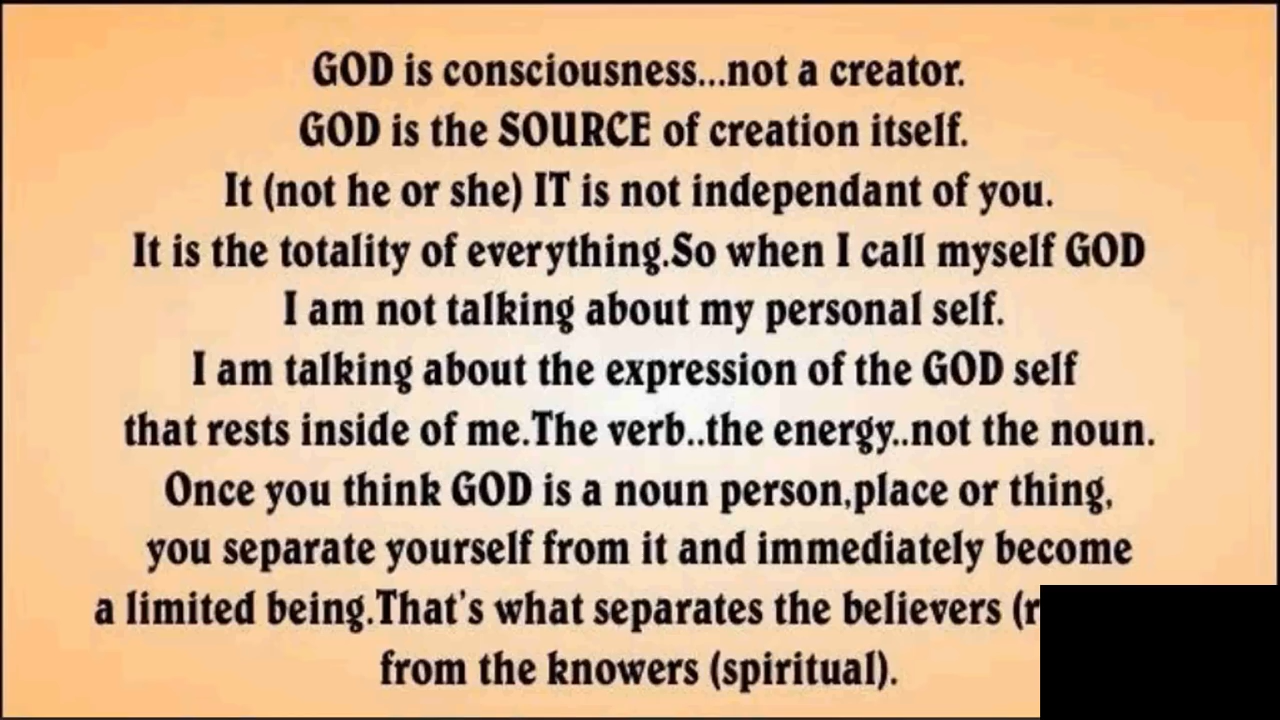 GOD is consciousness...not a creator.
GOD is the SOURCE of creation itself.
It (not he or she) IT is not independant of you.
It is the totality of everything.So when I call myself GOD
I am not talking about my personal self.
I am talking about the expression of the GOD self
that rests inside of me.The verb..the energy..not the noun.
Once you think GOD is a noun person,place or thing,
you separate yourself from it and immediately become
a limited being.That's what separates the believers
from the knowers (spiritual).